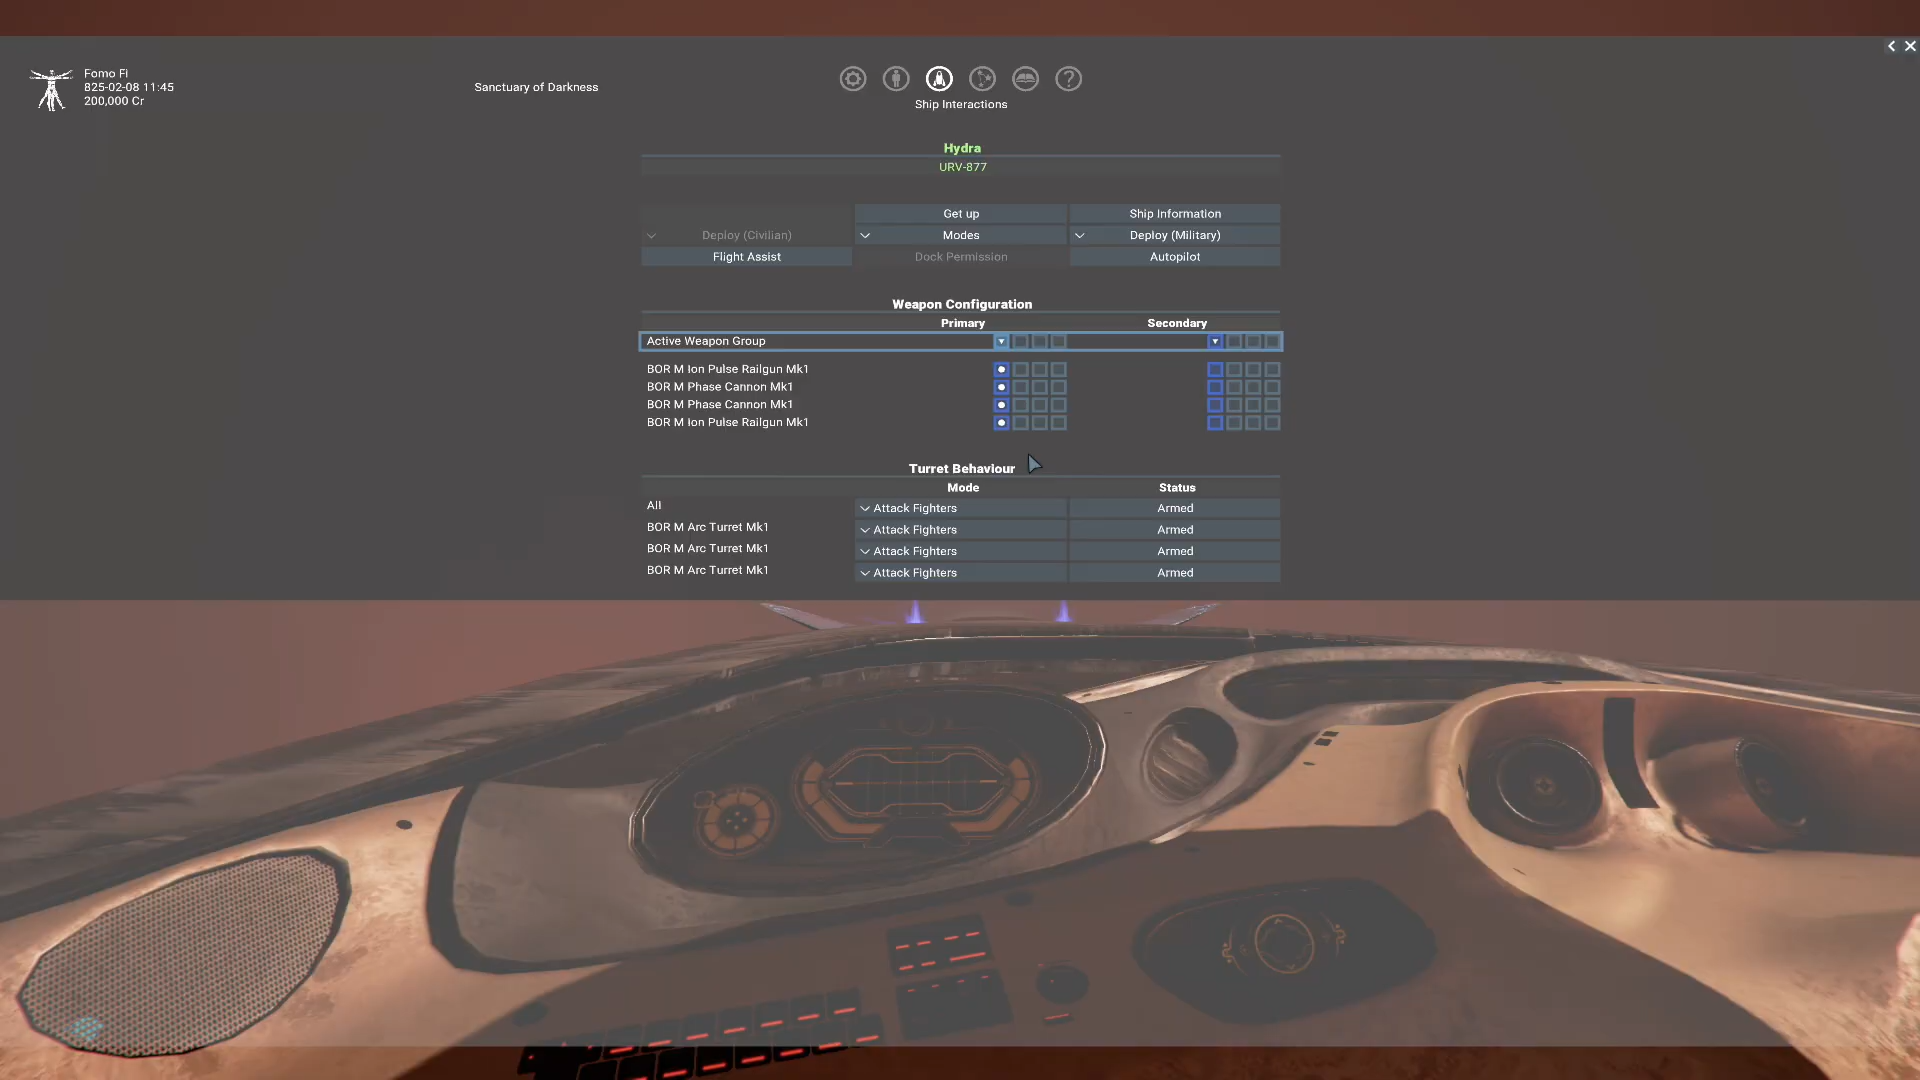 Fomo Fi
825-02-08 11:45
200,000 Cr
Sanctuary of Darkness
Ship Interactions
Hydra
URV-877
Get up
Ship Information
Deploy (Civilian)
Modes
Deploy (Military)
Flight Assist
Dock Permission
Autopilot
Weapon Configuration
Primary
Secondary
Active Weapon Group
BOR M Ion Pulse Railgun Mk1
BOR M Phase Cannon Mk1
BOR M Phase Cannon Mk1
BOR M Ion Pulse Railgun Mk1
Turret Behaviour
Mode
Status
All
Attack Fighters
Armed
BOR M Arc Turret Mk1
Attack Fighters
Armed
BOR M Arc Turret Mk1
Attack Fighters
Armed
BOR M Arc Turret Mk1
Attack Fighters
Armed